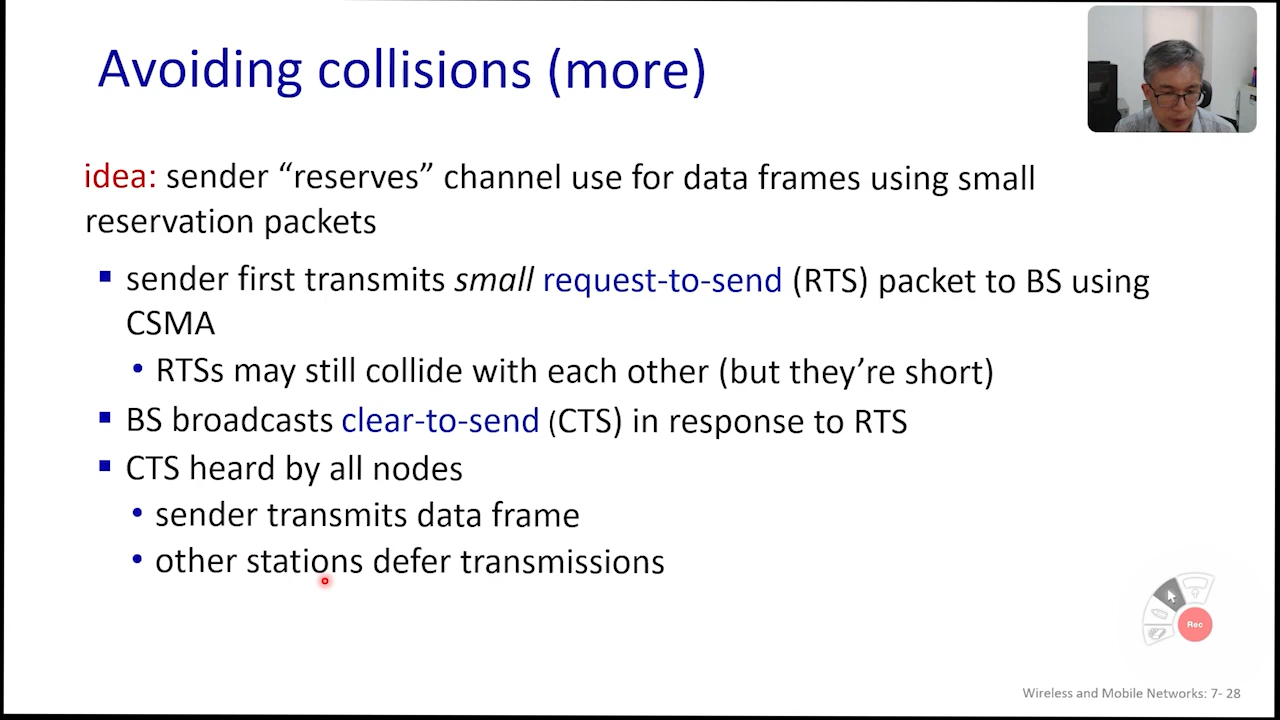 Avoiding collisions (more)
idea: sender “reserves” channel use for data frames using small
reservation packets
▪ sender first transmits small request-to-send (RTS) packet to BS using
CSMA
• RTSs may still collide with each other (but they’re short)
▪ BS broadcasts clear-to-send (CTS) in response to RTS
▪ CTS heard by all nodes
• sender transmits data frame
• other stations defer transmissions
Rec
Wireless and Mobile Networks: 7- 28